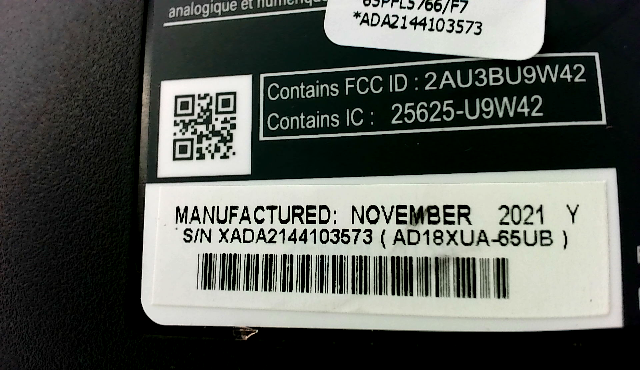 analogique et numérique
65PFL5766/F7
*ADA2144103573
Contains FCC ID : 2AU3BU9W42
Contains IC : 25625-U9W42
MANUFACTURED: NOVEMBER 2021 Y
S/N XADA2144103573 ( AD18XUA-65UB )